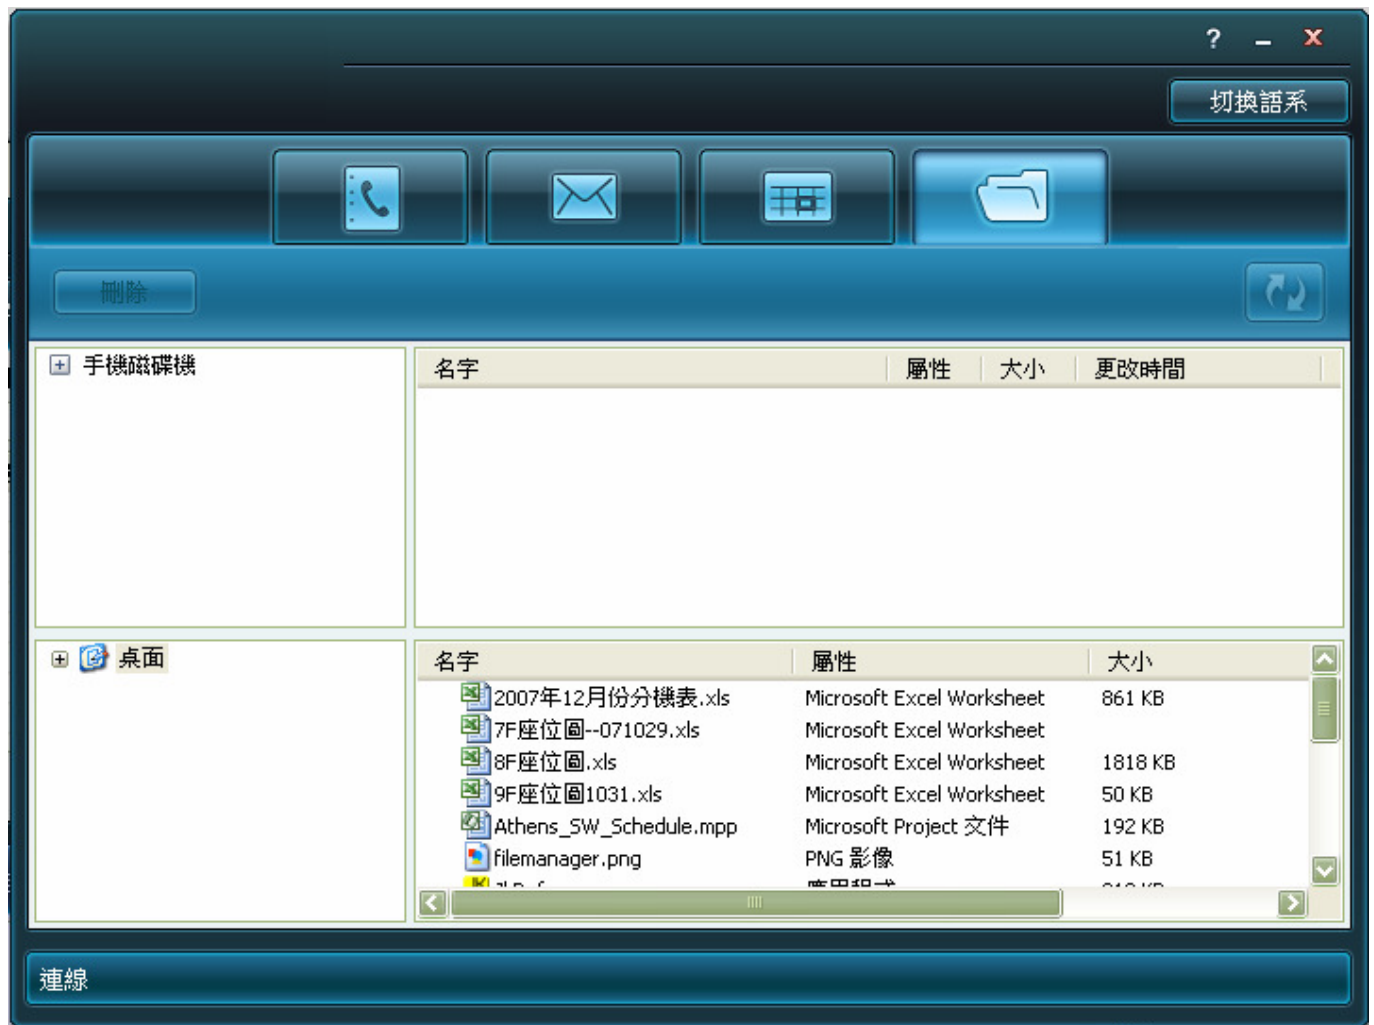 ?
切換語系
刪除
手機磁碟機
名字 屬性 大小 更改時間
桌面
名字 屬性 大小
2007年12月份分機表.xls Microsoft Excel Worksheet 861 KB
7F座位圖--071029.xls Microsoft Excel Worksheet
8F座位圖.xls Microsoft Excel Worksheet 1818 KB
9F座位圖1031.xls Microsoft Excel Worksheet 50 KB
Athens_SW_Schedule.mpp Microsoft Project 文件 192 KB
filemanager.png PNG 影像 51 KB
應用程式
連線